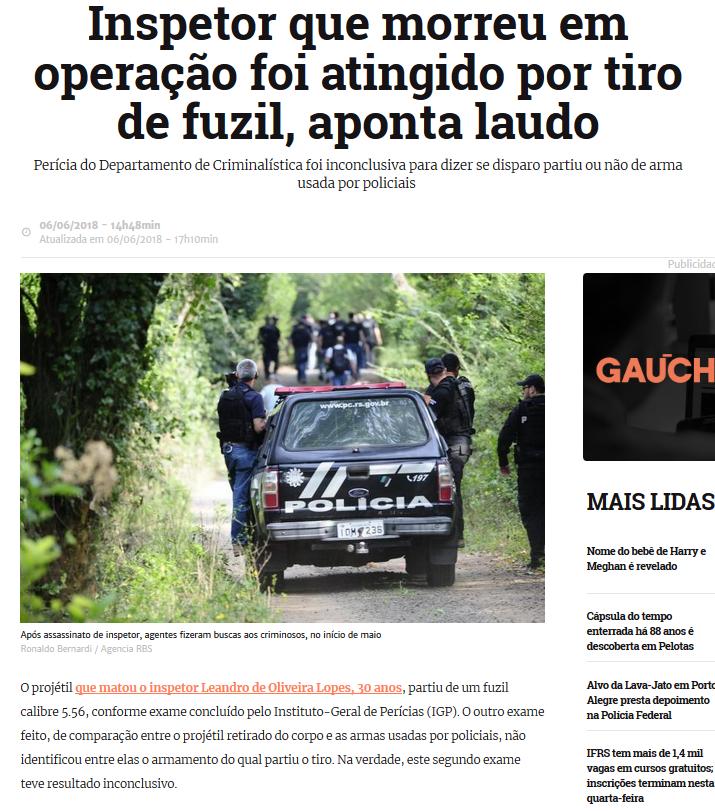 Inspetor que morreu em
operação foi atingido por tiro
de fuzil, aponta laudo
Perícia do Departamento de Criminalística foi inconclusiva para dizer se disparo partiu ou não de arma
usada por policiais
06/06/2018 - 14h48min
Atualizada em 06/06/2018 - 17h10min
Publicidad
www.pc.rs.gov.br
197
POLÍCIA
GAÚCH
MAIS LIDAS
Nome do bebê de Harry e
Meghan é revelado
Cápsula do tempo
enterrada há 88 anos é
descoberta em Pelotas
Alvo da Lava-Jato em Porto
Alegre presta depoimento
na Polícia Federal
IFRS tem mais de 1,4 mil
vagas em cursos gratuitos;
inscrições terminam nesta
quarta-feira
Após assassinato de inspetor, agentes fizeram buscas aos criminosos, no início de maio
Ronaldo Bernardi / Agencia RBS
O projétil que matou o inspetor Leandro de Oliveira Lopes, 30 anos, partiu de um fuzil
calibre 5.56, conforme exame concluído pelo Instituto-Geral de Perícias (IGP). O outro exame
feito, de comparação entre o projétil retirado do corpo e as armas usadas por policiais, não
identificou entre elas o armamento do qual partiu o tiro. Na verdade, este segundo exame
teve resultado inconclusivo.